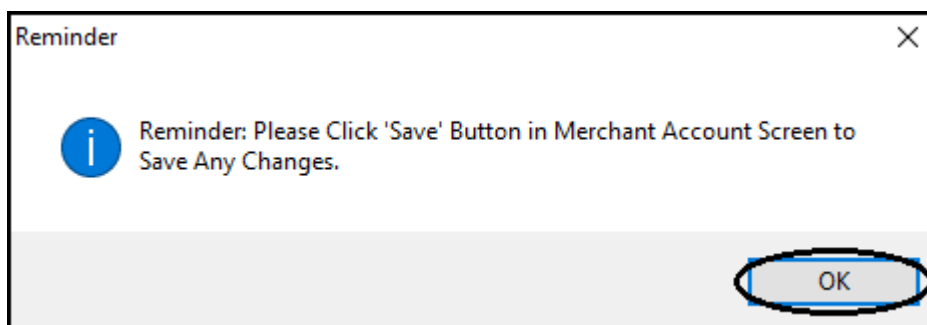 Reminder
Reminder: Please Click 'Save' Button in Merchant Account Screen to
Save Any Changes.
OK